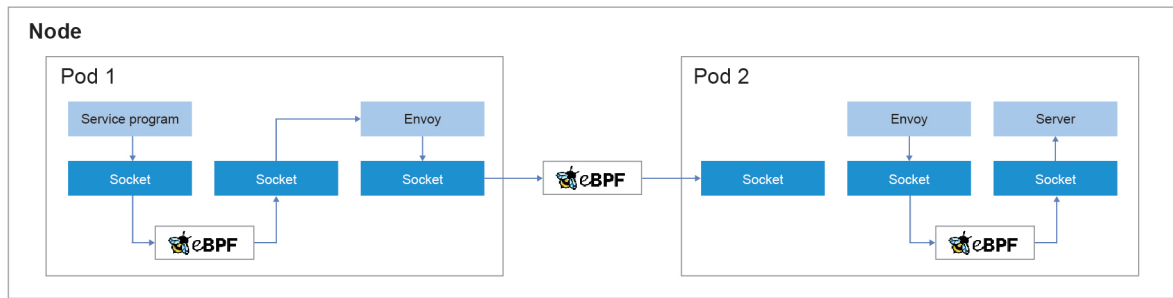 Node
Pod 1
Pod 2
Service program
Envoy
Envoy
Server
Socket
Socket
Socket
Socket
Socket
Socket
eBPF
eBPF
eBPF